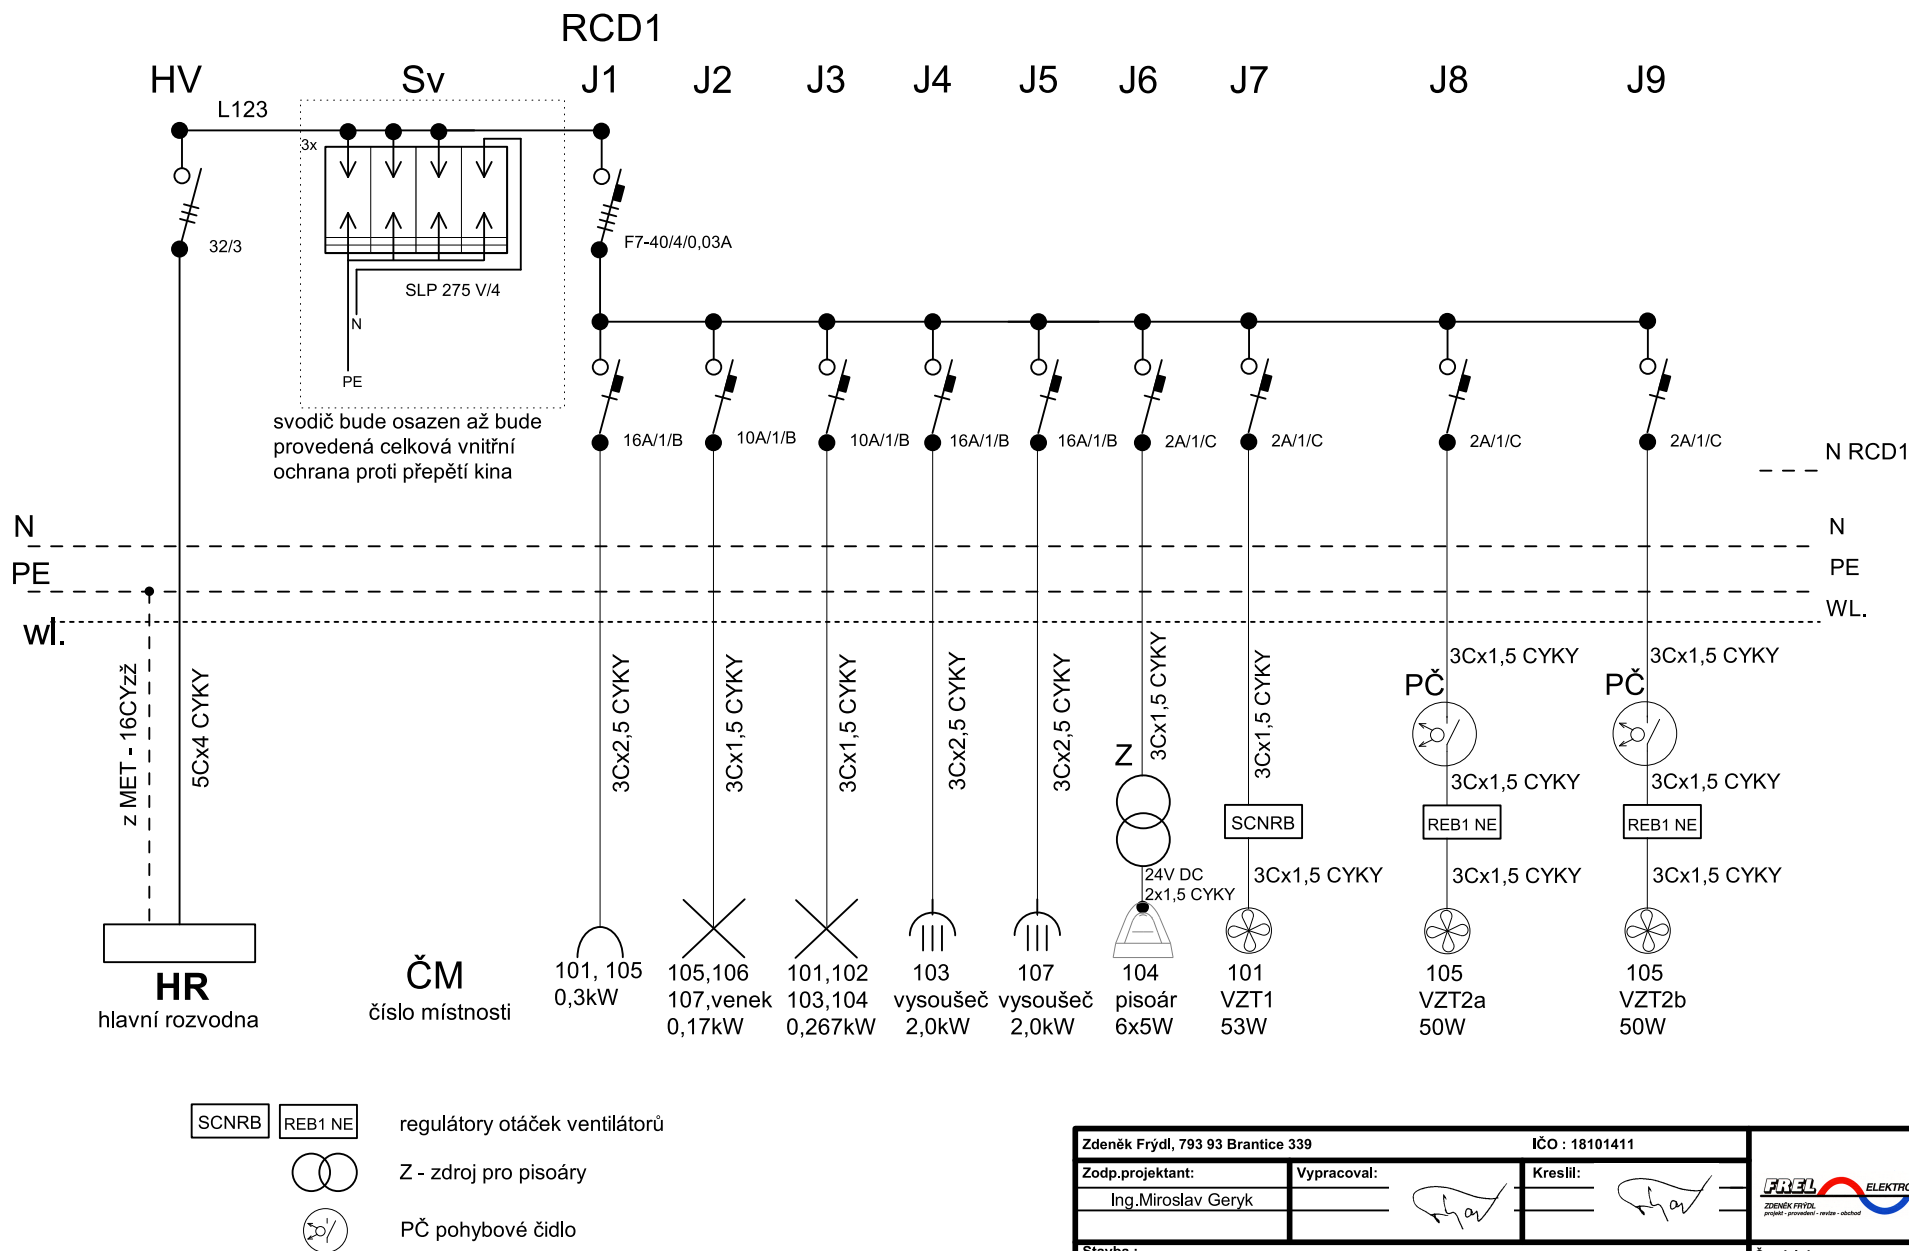 RCD1
HV
Sv
J1
J2
J3
J4
J5
J6
J7
J8
J9
L123
3x
32/3
F7-40/4/0,03A
SLP 275 V/4
N
PE
svodič bude osazen až bude
provedená celková vnitřní
ochrana proti přepětí kina
16A/1/B
10A/1/B
10A/1/B
16A/1/B
16A/1/B
2A/1/C
2A/1/C
2A/1/C
2A/1/C
N RCD1
N
N
PE
PE
wl.
WL.
z MET - 16CYzž
5Cx4 CYKY
3Cx2,5 CYKY
3Cx1,5 CYKY
3Cx1,5 CYKY
3Cx2,5 CYKY
3Cx2,5 CYKY
3Cx1,5 CYKY
3Cx1,5 CYKY
3Cx1,5 CYKY
3Cx1,5 CYKY
PČ
PČ
Z
3Cx1,5 CYKY
3Cx1,5 CYKY
SCNRB
REB1 NE
REB1 NE
24V DC
2x1,5 CYKY
3Cx1,5 CYKY
3Cx1,5 CYKY
3Cx1,5 CYKY
HR
hlavní rozvodna
ČM
číslo místnosti
101, 105
0,3kW
105,106
107,venek
0,17kW
101,102
103,104
0,267kW
103
vysoušeč
2,0kW
107
vysoušeč
2,0kW
104
pisoár
6x5W
101
VZT1
53W
105
VZT2a
50W
105
VZT2b
50W
SCNRB
REB1 NE
regulátory otáček ventilátorů
Z - zdroj pro pisoáry
PČ pohybové čidlo
Zdeněk Frýdl, 793 93 Brantice 339
IČO : 18101411
Zodp.projektant:
Vypracoval:
Kreslil:
Ing.Miroslav Geryk
FREL
ELEKTRO
ZDENĚK FRÝDL
projekt - provedení - revize - obchod
Stavba :